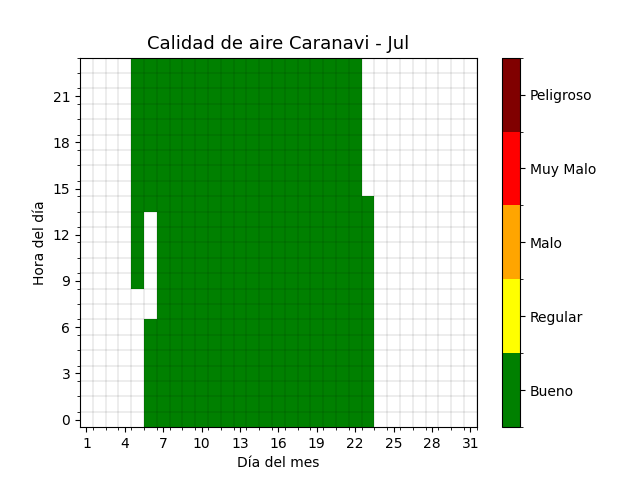 Calidad de aire Caranavi - Jul
Hora del día
21
18
15
12
9
6
3
0
1 4 7 10 13 16 19 22 25 28 31
Día del mes
Peligroso
Muy Malo
Malo
Regular
Bueno